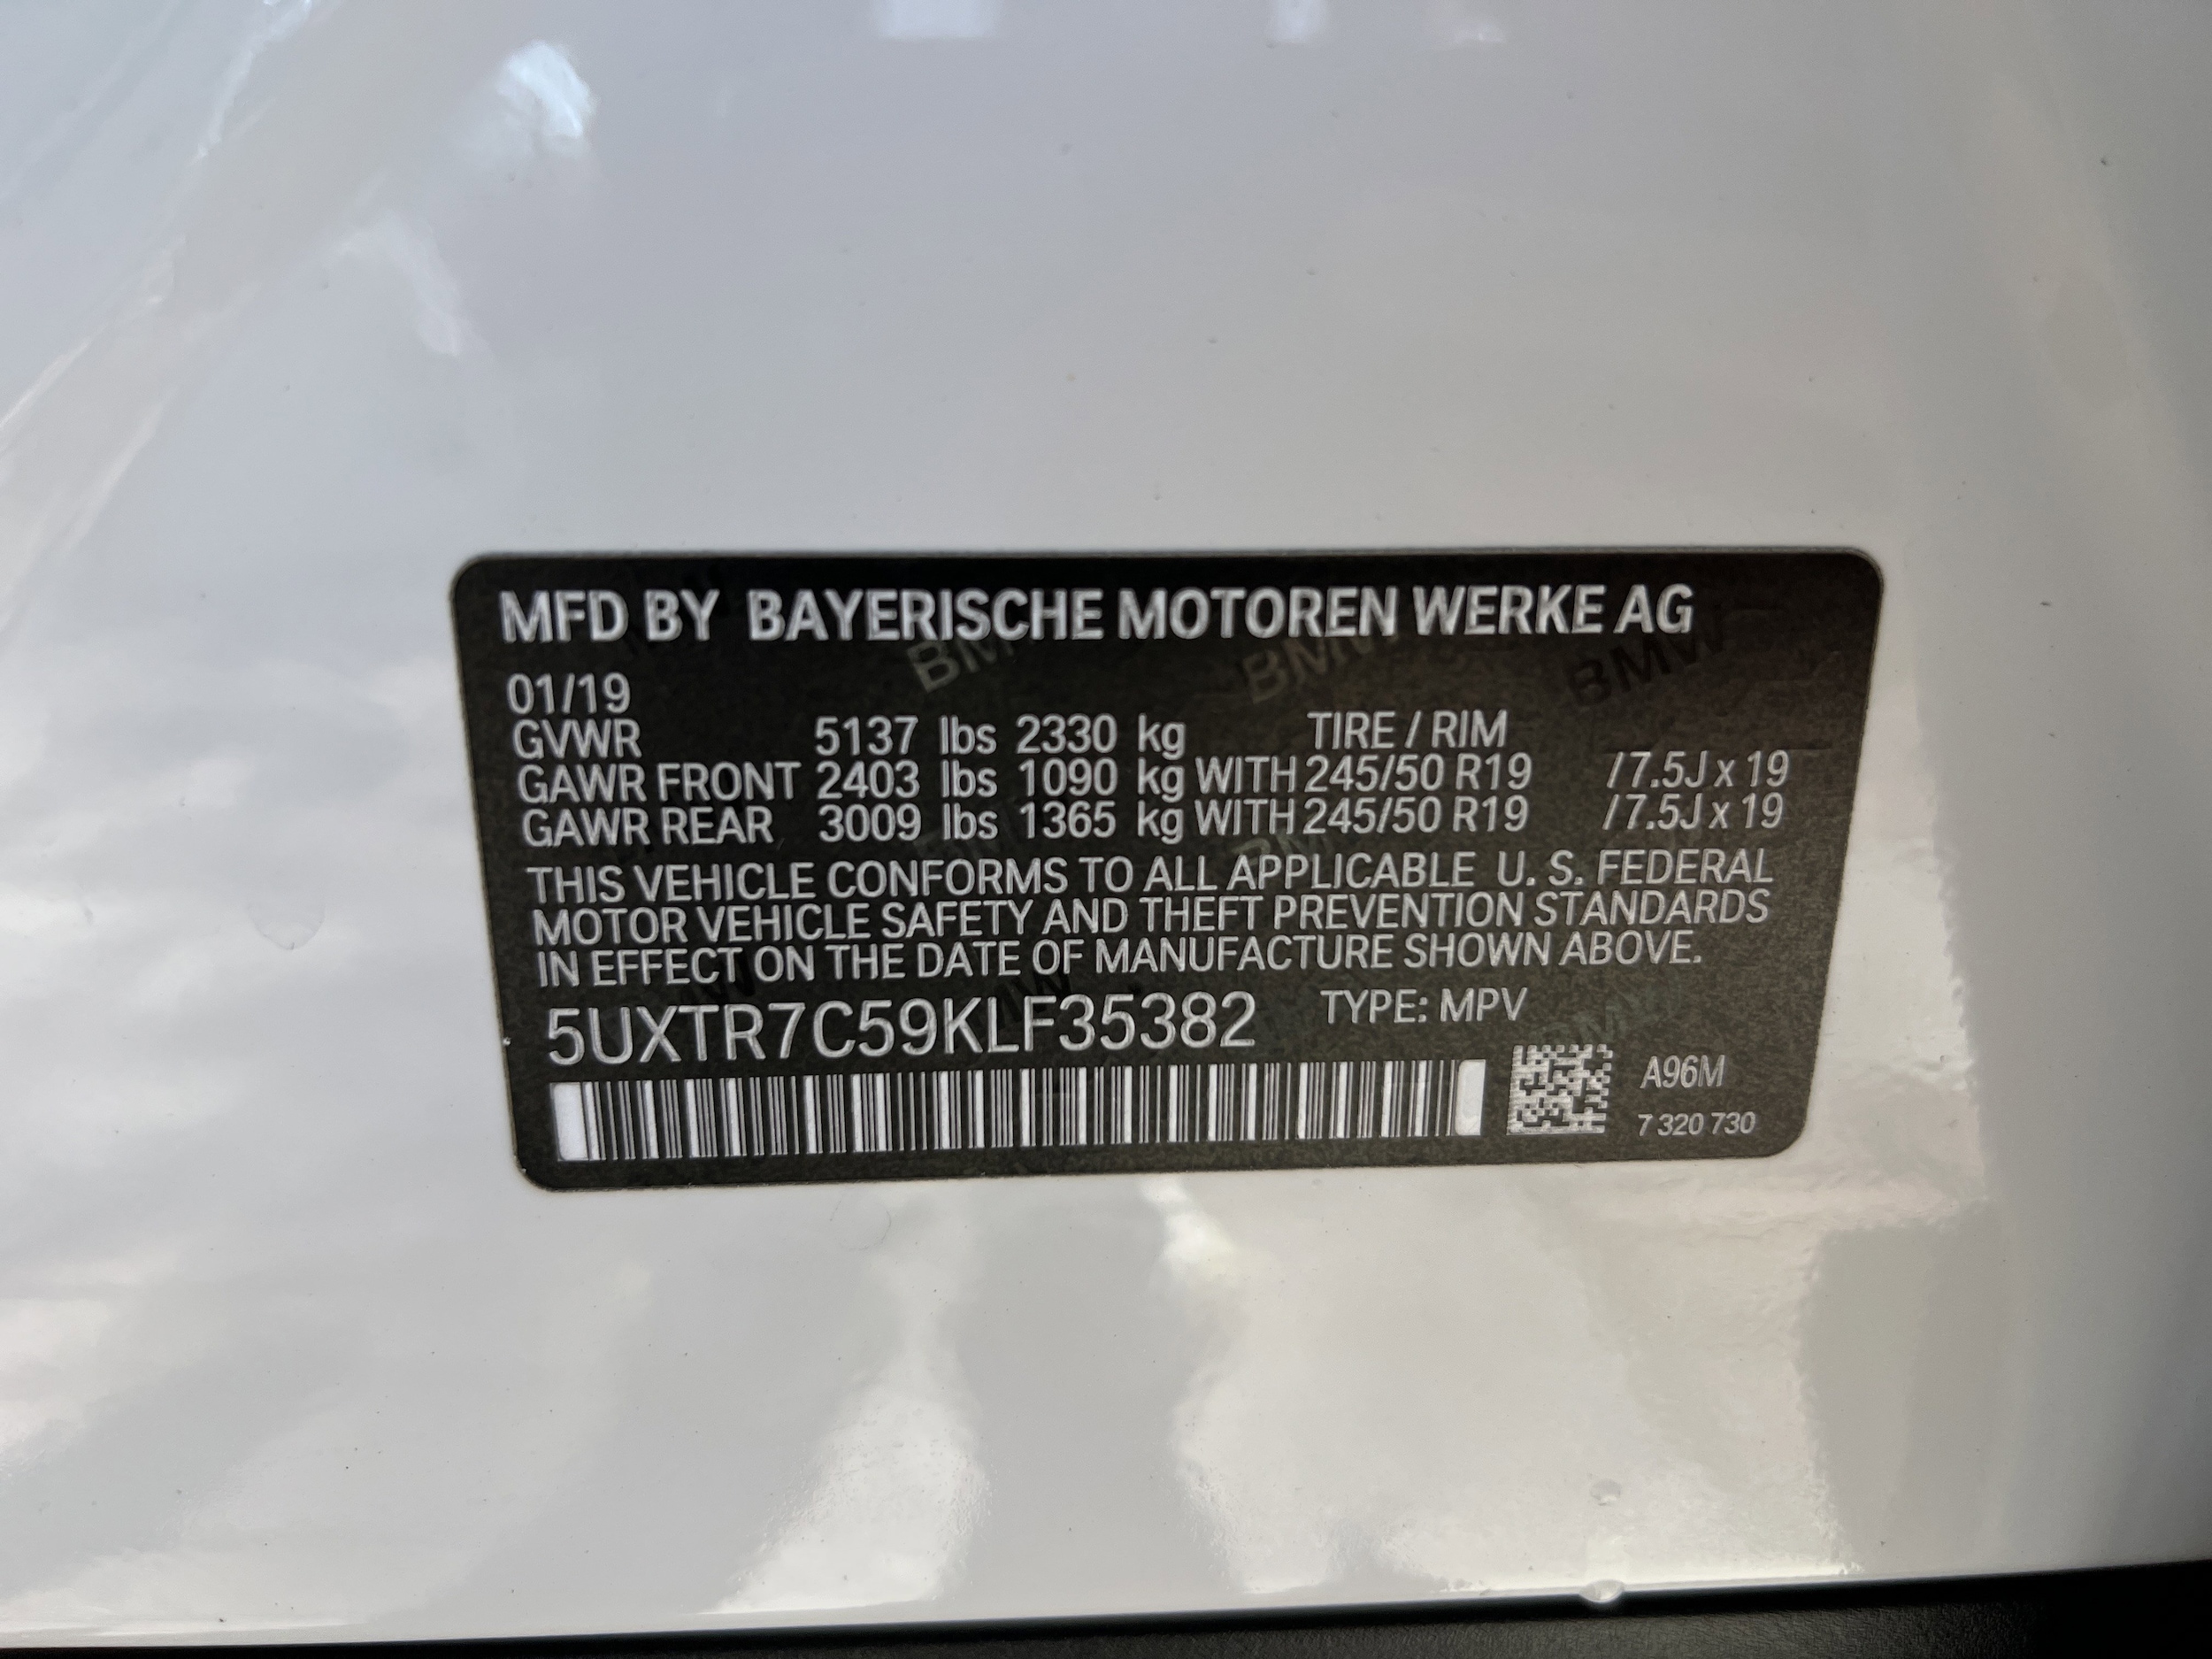 MFD BY BAYERISCHE MOTOREN WERKE AG
01/19
GVWR 5137 lbs 2330 kg TIRE / RIM
GAWR FRONT 2403 lbs 1090 kg WITH 245/50 R19 / 7.5J x 19
GAWR REAR 3009 lbs 1365 kg WITH 245/50 R19 / 7.5J x 19
THIS VEHICLE CONFORMS TO ALL APPLICABLE U. S. FEDERAL
MOTOR VEHICLE SAFETY AND THEFT PREVENTION STANDARDS
IN EFFECT ON THE DATE OF MANUFACTURE SHOWN ABOVE.
5UXTR7C59KLF35382 TYPE: MPV
A96M
7 320 730